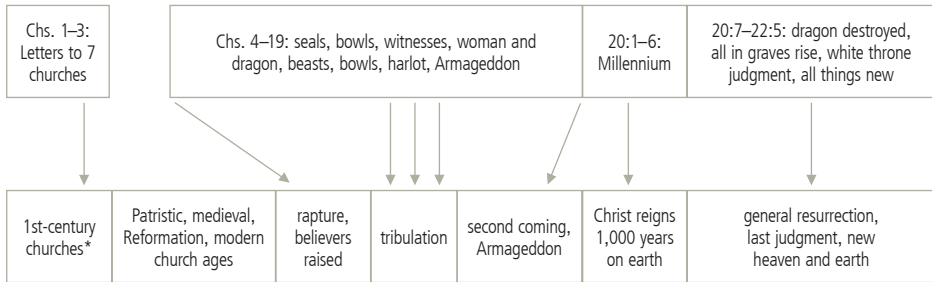 Chs. 1–3:
Letters to 7
churches
Chs. 4–19: seals, bowls, witnesses, woman and
dragon, beasts, bowls, harlot, Armageddon
20:1–6:
Millennium
20:7–22:5: dragon destroyed,
all in graves rise, white throne
judgment, all things new
1st-century
churches*
Patristic, medieval,
Reformation, modern
church ages
rapture,
believers
raised
tribulation
second coming,
Armageddon
Christ reigns
1,000 years
on earth
general resurrection,
last judgment, new
heaven and earth